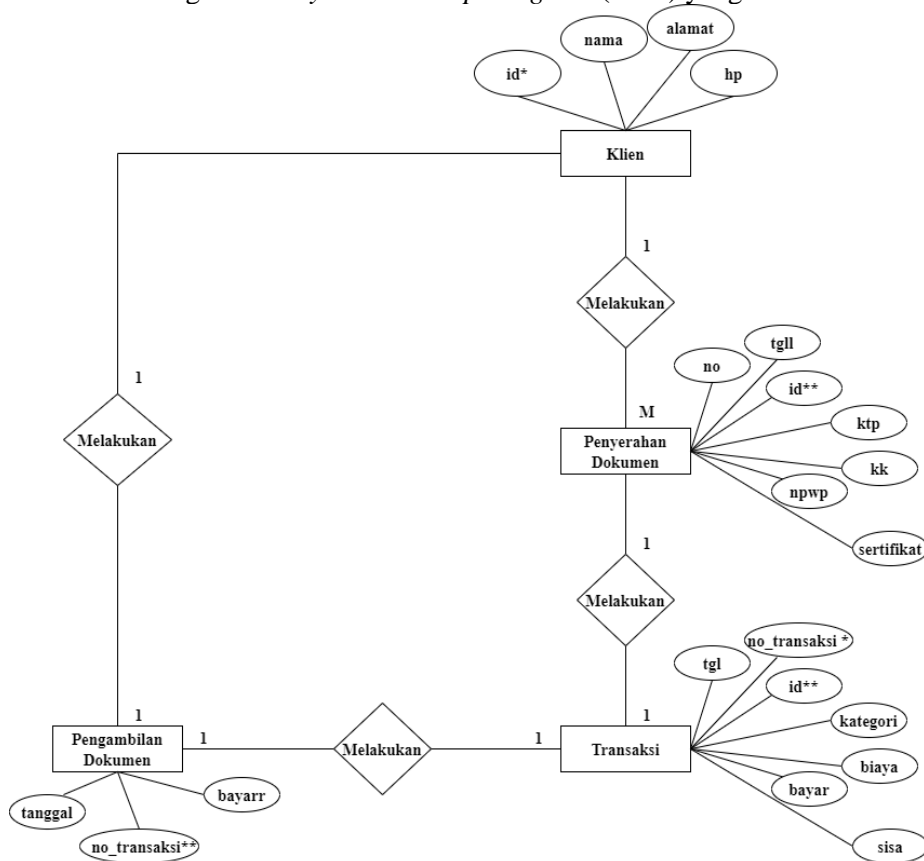 alamat
nama
id*
hp
Klien
1
Melakukan
tgll
no
id**
1
ktp
M
Melakukan
Penyerahan
Dokumen
kk
npwp
1
sertifikat
Melakukan
no_transaksi *
tgl
id**
1
1
kategori
Pengambilan
Dokumen
1
Melakukan
1
Transaksi
biaya
bayar
bayarr
tanggal
no_transaksi**
sisa